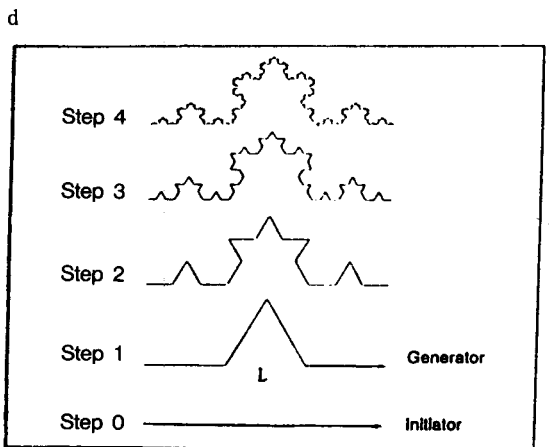 d
Step 4
Step 3
Step 2
Step 1
Generator
L
Step 0
Initiator